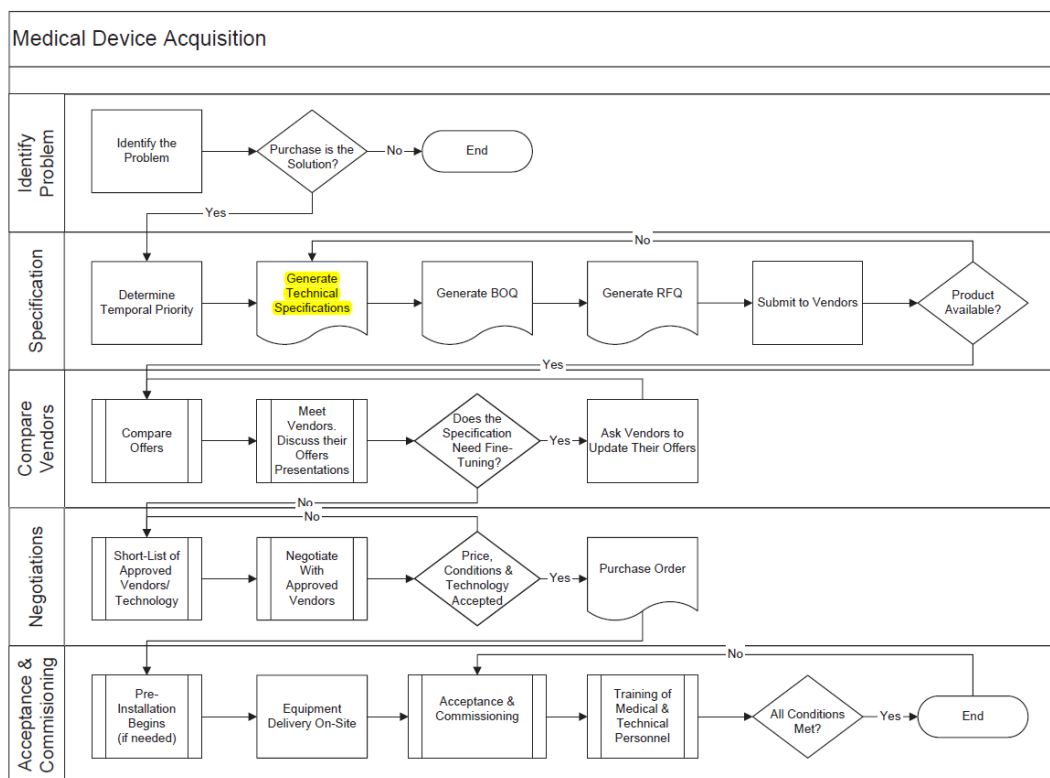 Medical Device Acquisition
Identify
Problem
Identify the
Problem
Purchase is the
Solution?
No
End
Yes
Specification
No
Determine
Temporal Priority
Generate
Technical
Specifications
Generate BOQ
Generate RFQ
Submit to Vendors
Product
Available?
Yes
Compare
Vendors
Compare
Offers
Meet
Vendors.
Discuss their
Offers
Presentations
Does the
Specification
Need Fine-
Tuning?
Yes
Ask Vendors to
Update Their Offers
No
Negotiations
No
Short-List of
Approved
Vendors/
Technology
Negotiate
With
Approved
Vendors
Price,
Conditions &
Technology
Accepted
Yes
Purchase Order
Acceptance &
Commisioning
No
Pre-
Installation
Begins
(if needed)
Equipment
Delivery On-Site
Acceptance &
Commissioning
Training of
Medical &
Technical
Personnel
All Conditions
Met?
Yes
End